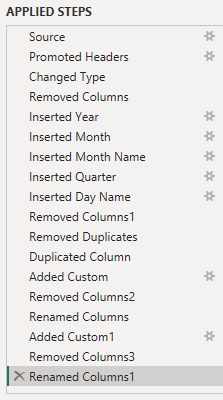 APPLIED STEPS
Source
Promoted Headers
Changed Type
Removed Columns
Inserted Year
Inserted Month
Inserted Month Name
Inserted Quarter
Inserted Day Name
Removed Columns1
Removed Duplicates
Duplicated Column
Added Custom
Removed Columns2
Renamed Columns
Added Custom1
Removed Columns3
Renamed Columns1